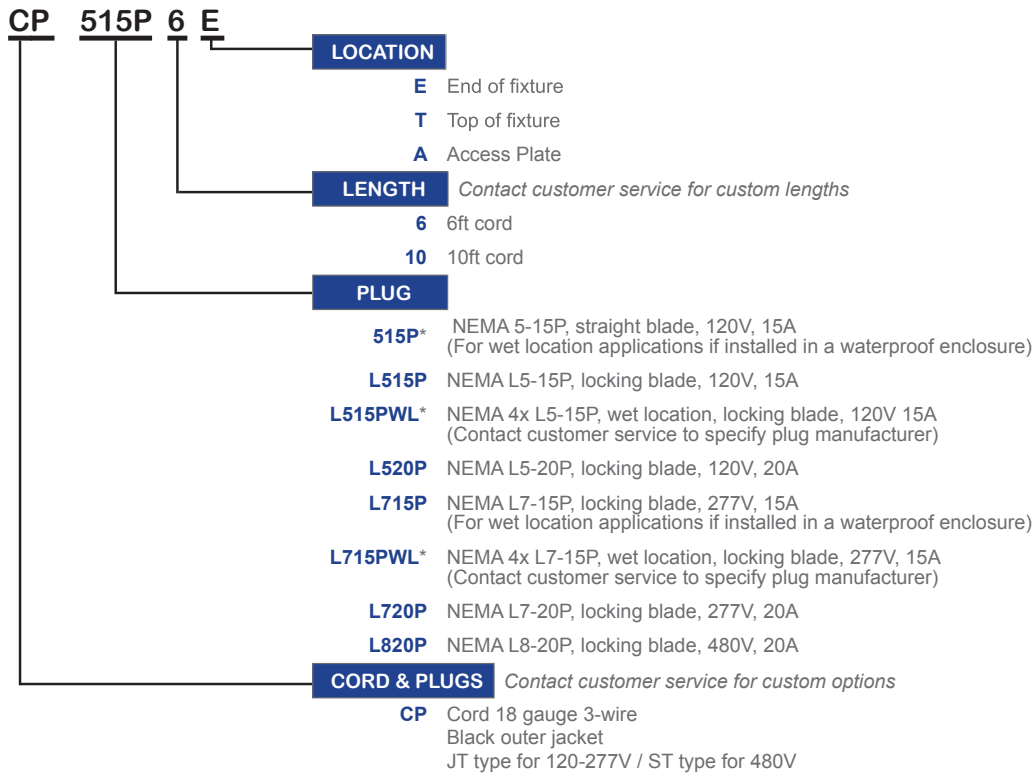 CP 515P 6 E
LOCATION
E End of fixture
T Top of fixture
A Access Plate
LENGTH Contact customer service for custom lengths
6 6ft cord
10 10ft cord
PLUG
515P* NEMA 5-15P, straight blade, 120V, 15A
(For wet location applications if installed in a waterproof enclosure)
L515P NEMA L5-15P, locking blade, 120V, 15A
L515PWL* NEMA 4x L5-15P, wet location, locking blade, 120V 15A
(Contact customer service to specify plug manufacturer)
L520P NEMA L5-20P, locking blade, 120V, 20A
L715P NEMA L7-15P, locking blade, 277V, 15A
(For wet location applications if installed in a waterproof enclosure)
L715PWL* NEMA 4x L7-15P, wet location, locking blade, 277V, 15A
(Contact customer service to specify plug manufacturer)
L720P NEMA L7-20P, locking blade, 277V, 20A
L820P NEMA L8-20P, locking blade, 480V, 20A
CORD & PLUGS Contact customer service for custom options
CP Cord 18 gauge 3-wire
Black outer jacket
JT type for 120-277V / ST type for 480V